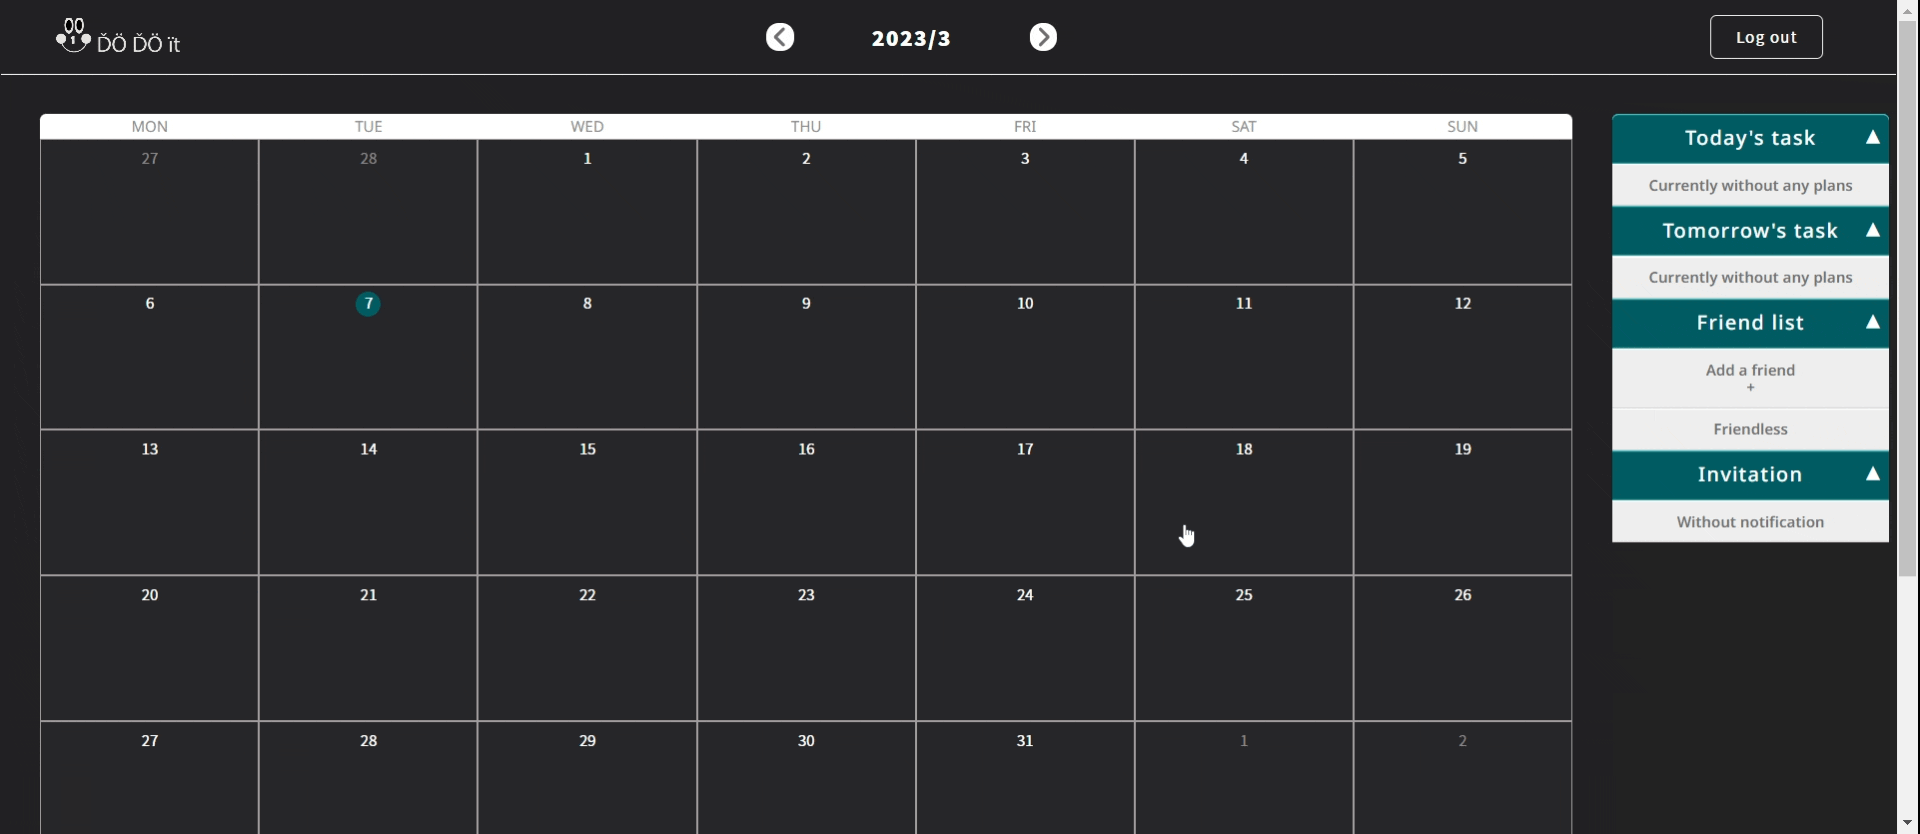 ĎÖ ĎÖ ït
2023/3
Log out
MON TUE WED THU FRI SAT SUN
27 28 1 2 3 4 5
6 7 8 9 10 11 12
13 14 15 16 17 18 19
20 21 22 23 24 25 26
27 28 29 30 31 1 2
Today's task ▲
Currently without any plans
Tomorrow's task ▲
Currently without any plans
Friend list ▲
Add a friend
+
Friendless
Invitation ▲
Without notification